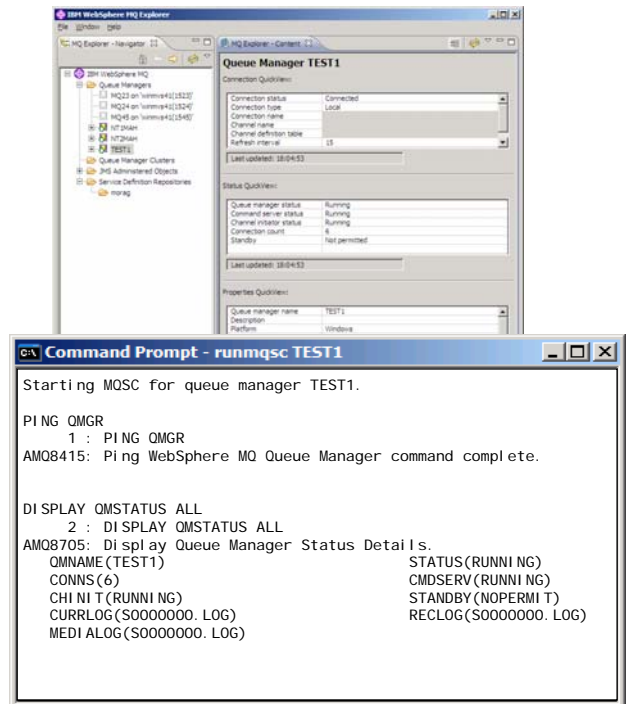 IBM WebSphere MQ Explorer
File Window Help
MQ Explorer - Navigator
MQ Explorer - Content
IBM WebSphere MQ
Queue Managers
MQ23 on 'winmvs41(1523)'
MQ24 on 'winmvs41(1524)'
MQ45 on 'winmvs41(1545)'
NT1MAH
NT2MAH
TEST1
Queue Manager Clusters
JMS Administered Objects
Service Definition Repositories
morag
Queue Manager TEST1
Connection QuickView:
Connection status Connected
Connection type Local
Connection name
Channel name
Channel definition table
Refresh interval 15
Last updated: 18:04:53
Status QuickView:
Queue manager status Running
Command server status Running
Channel initiator status Running
Connection count 6
Standby Not permitted
Last updated: 18:04:53
Properties QuickView:
Queue manager name TEST1
Description
Platform Windows
Command Prompt - runmqsc TEST1
Starting MQSC for queue manager TEST1.
PING QMGR
1 : PING QMGR
AMQ8415: Ping WebSphere MQ Queue Manager command complete.
DISPLAY QMSTATUS ALL
2 : DISPLAY QMSTATUS ALL
AMQ8705: Display Queue Manager Status Details.
QMNAME(TEST1) STATUS(RUNNING)
CONNS(6) CMDSERV(RUNNING)
CHINIT(RUNNING) STANDBY(NOPERMIT)
CURRLOG(S0000000.LOG) RECLOG(S0000000.LOG)
MEDIALOG(S0000000.LOG)